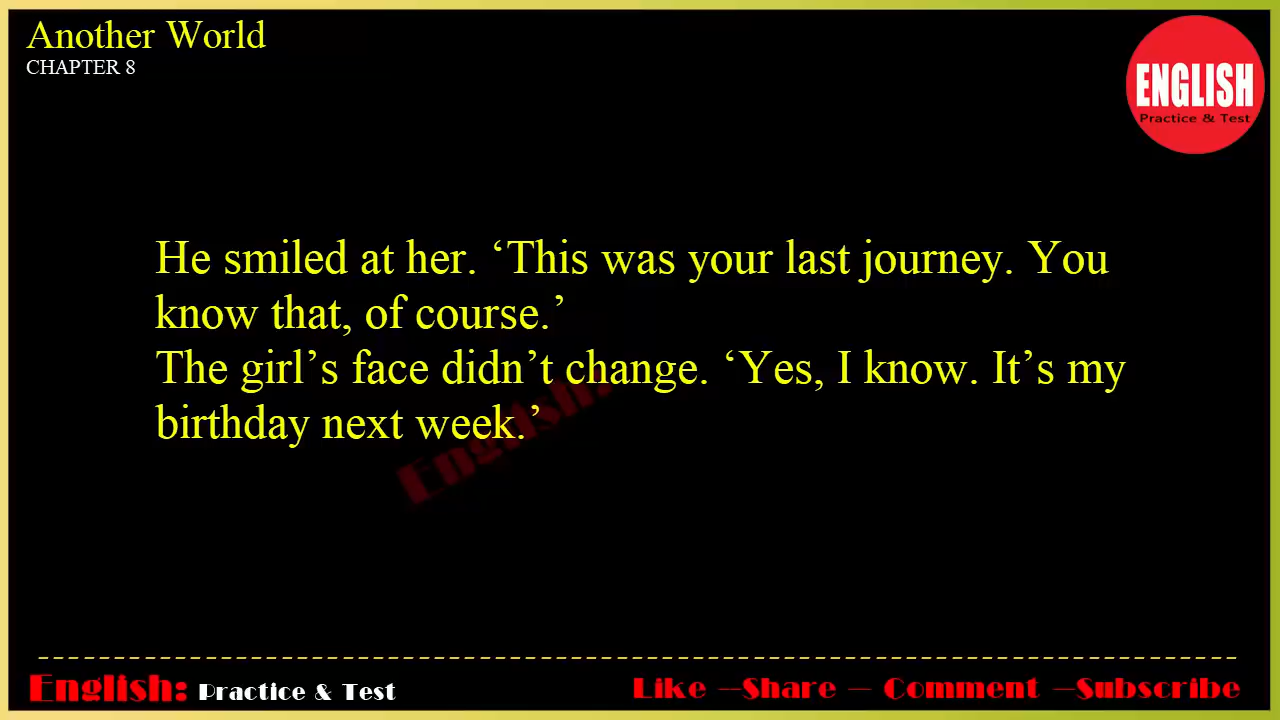 Another World
CHAPTER 8
ENGLISH
Practice & Test
He smiled at her. ‘This was your last journey. You
know that, of course.’
The girl’s face didn’t change. ‘Yes, I know. It’s my
birthday next week.’
English:
English: Practice & Test
Like —Share — Comment —Subscribe